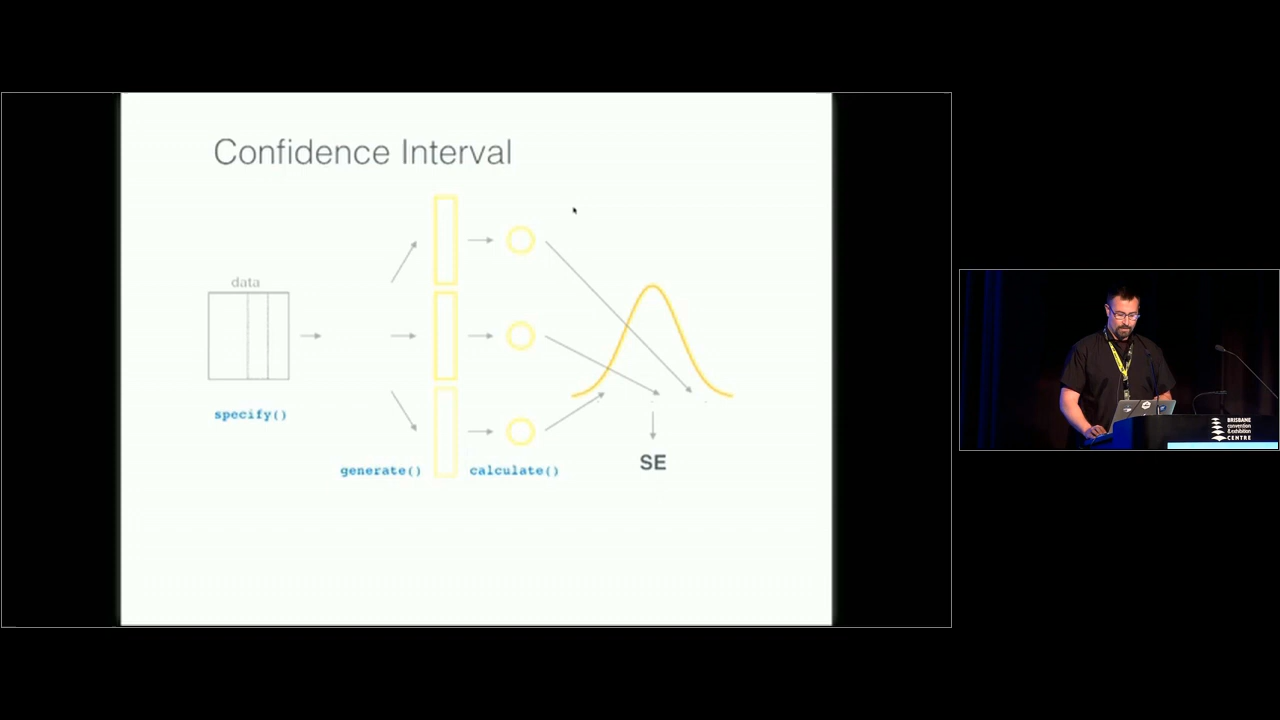 Confidence Interval
data
specify()
generate()
calculate()
SE
BRISBANE
convention
& exhibition
CENTRE